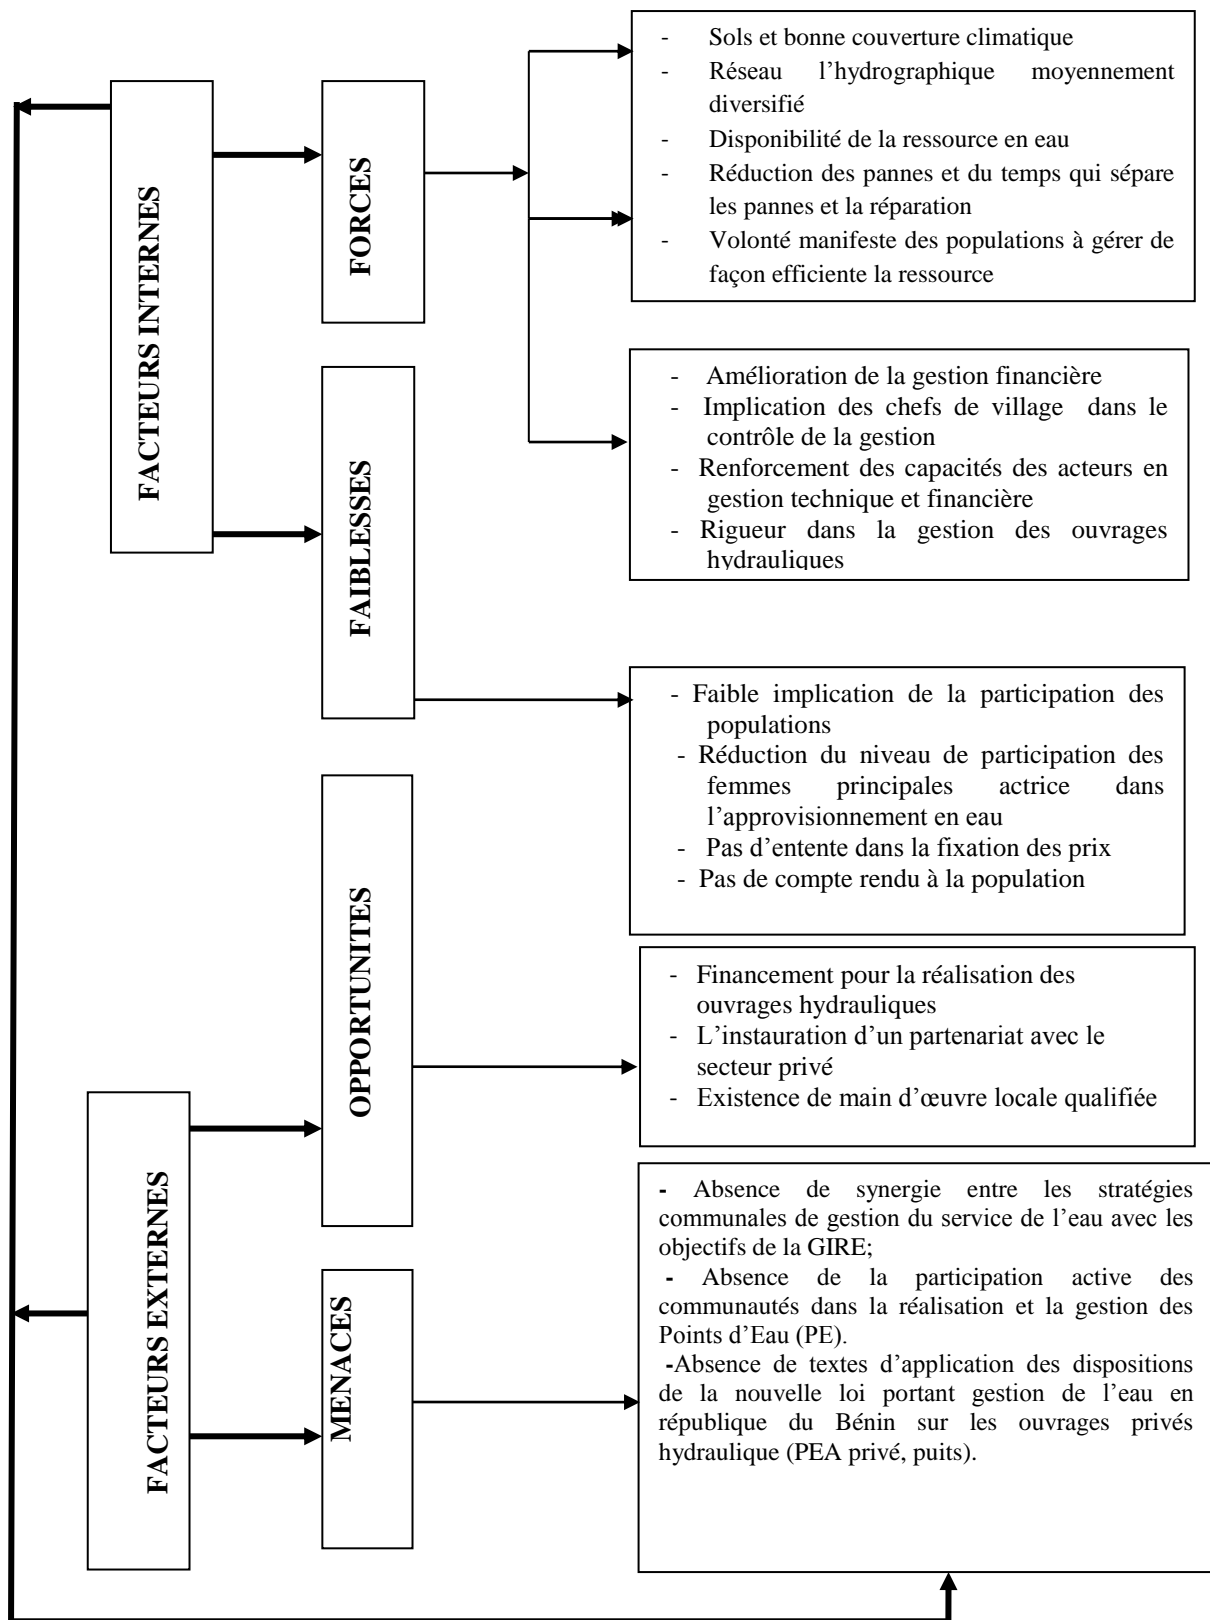 FACTEURS INTERNES
FORCES
- Sols et bonne couverture climatique
- Réseau l’hydrographique moyennement
diversifié
- Disponibilité de la ressource en eau
- Réduction des pannes et du temps qui sépare
les pannes et la réparation
- Volonté manifeste des populations à gérer de
façon efficiente la ressource
- Amélioration de la gestion financière
- Implication des chefs de village dans le
contrôle de la gestion
- Renforcement des capacités des acteurs en
gestion technique et financière
- Rigueur dans la gestion des ouvrages
hydrauliques
FAIBLESSES
- Faible implication de la participation des
populations
- Réduction du niveau de participation des
femmes principales actrice dans
l’approvisionnement en eau
- Pas d’entente dans la fixation des prix
- Pas de compte rendu à la population
FACTEURS EXTERNES
OPPORTUNITES
- Financement pour la réalisation des
ouvrages hydrauliques
- L’instauration d’un partenariat avec le
secteur privé
- Existence de main d’œuvre locale qualifiée
MENACES
- Absence de synergie entre les stratégies
communales de gestion du service de l’eau avec les
objectifs de la GIRE;
- Absence de la participation active des
communautés dans la réalisation et la gestion des
Points d’Eau (PE).
-Absence de textes d’application des dispositions
de la nouvelle loi portant gestion de l’eau en
république du Bénin sur les ouvrages privés
hydraulique (PEA privé, puits).